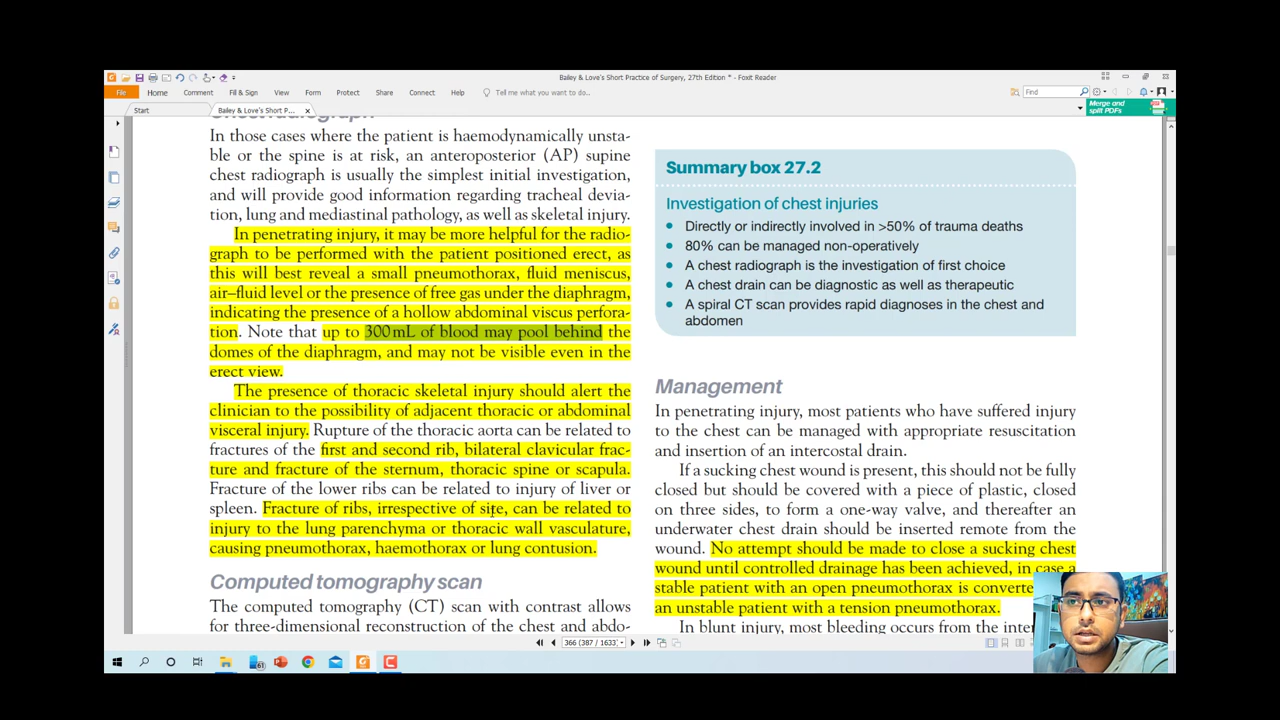 Bailey & Love's Short Practice of Surgery, 27th Edition * - Foxit Reader
File Home Comment Fill & Sign View Form Protect Share Connect Help Tell me what you want to do...
Find
Start
Bailey & Love's Short P...
Merge and
split PDFs
Chest radiograph
In those cases where the patient is haemodynamically unsta-
ble or the spine is at risk, an anteroposterior (AP) supine
chest radiograph is usually the simplest initial investigation,
and will provide good information regarding tracheal devia-
tion, lung and mediastinal pathology, as well as skeletal injury.
In penetrating injury, it may be more helpful for the radio-
graph to be performed with the patient positioned erect, as
this will best reveal a small pneumothorax, fluid meniscus,
air–fluid level or the presence of free gas under the diaphragm,
indicating the presence of a hollow abdominal viscus perfora-
tion. Note that up to 300 mL of blood may pool behind the
domes of the diaphragm, and may not be visible even in the
erect view.
The presence of thoracic skeletal injury should alert the
clinician to the possibility of adjacent thoracic or abdominal
visceral injury. Rupture of the thoracic aorta can be related to
fractures of the first and second rib, bilateral clavicular frac-
ture and fracture of the sternum, thoracic spine or scapula.
Fracture of the lower ribs can be related to injury of liver or
spleen. Fracture of ribs, irrespective of site, can be related to
injury to the lung parenchyma or thoracic wall vasculature,
causing pneumothorax, haemothorax or lung contusion.
Computed tomography scan
The computed tomography (CT) scan with contrast allows
for three-dimensional reconstruction of the chest and abdo-
Summary box 27.2
Investigation of chest injuries
• Directly or indirectly involved in >50% of trauma deaths
• 80% can be managed non-operatively
• A chest radiograph is the investigation of first choice
• A chest drain can be diagnostic as well as therapeutic
• A spiral CT scan provides rapid diagnoses in the chest and
abdomen
Management
In penetrating injury, most patients who have suffered injury
to the chest can be managed with appropriate resuscitation
and insertion of an intercostal drain.
If a sucking chest wound is present, this should not be fully
closed but should be covered with a piece of plastic, closed
on three sides, to form a one-way valve, and thereafter an
underwater chest drain should be inserted remote from the
wound. No attempt should be made to close a sucking chest
wound until controlled drainage has been achieved, in case a
stable patient with an open pneumothorax is converte
an unstable patient with a tension pneumothorax.
In blunt injury, most bleeding occurs from the inter
366 (387 / 1633)
61